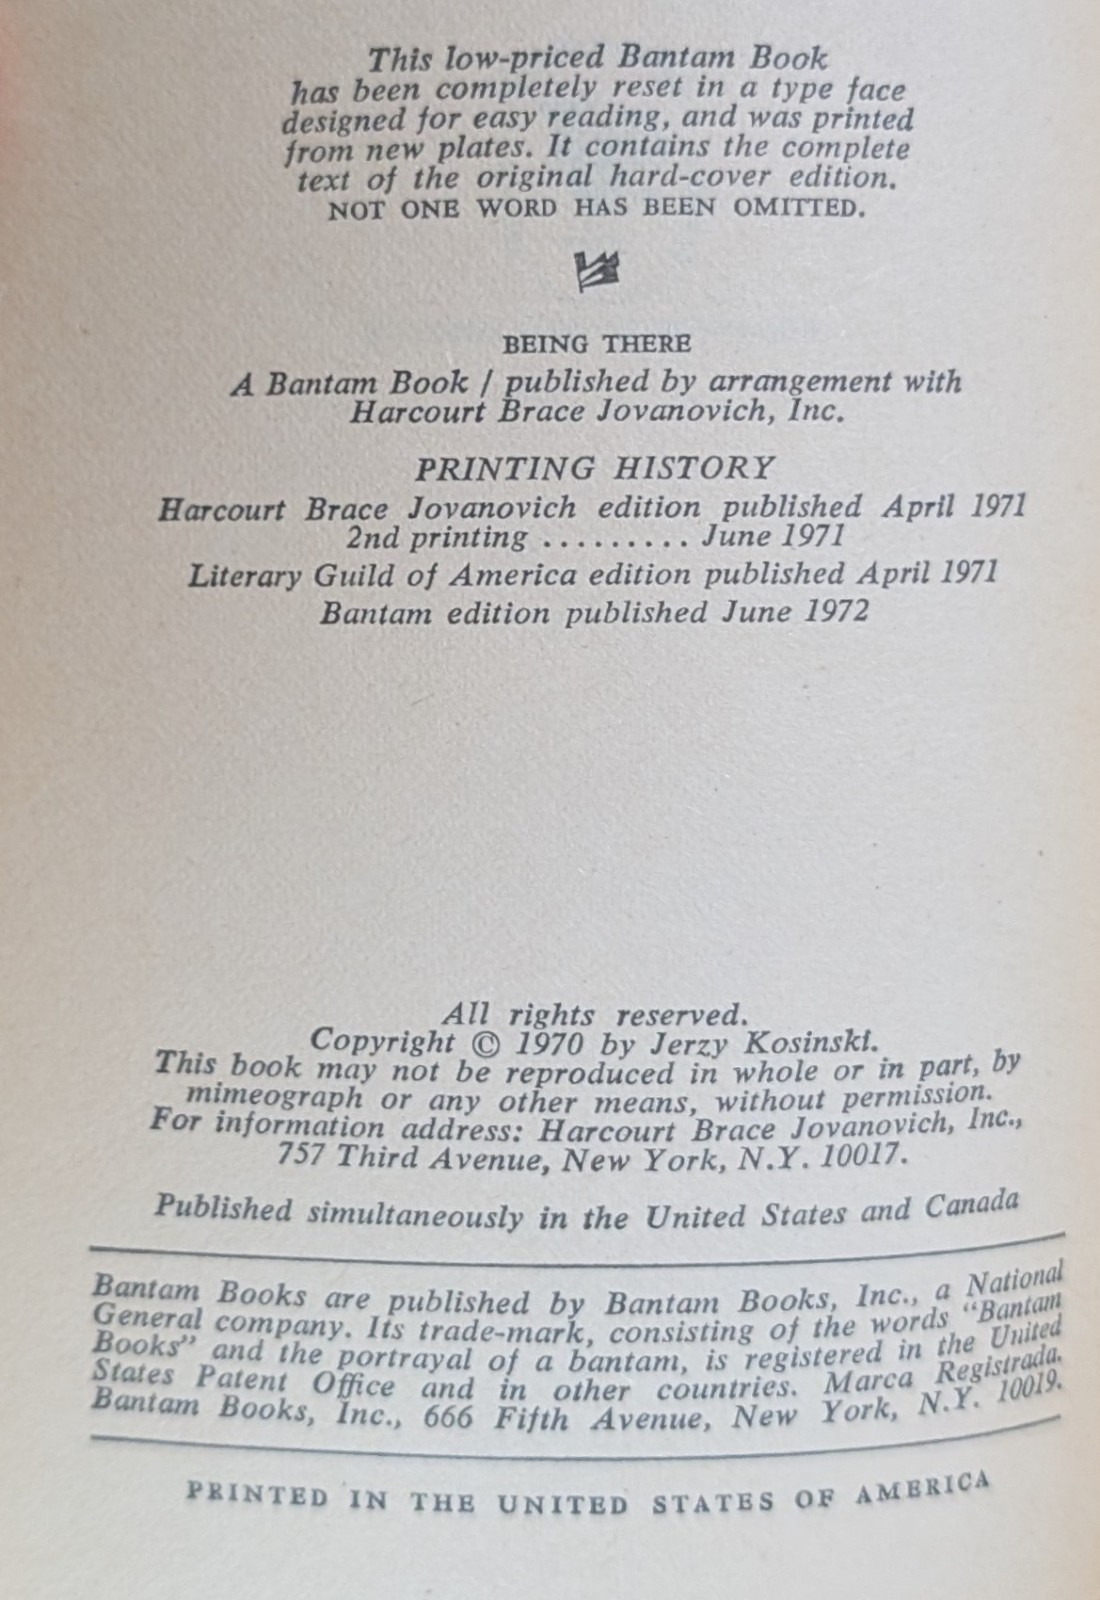 This low-priced Bantam Book
has been completely reset in a type face
designed for easy reading, and was printed
from new plates. It contains the complete
text of the original hard-cover edition.
NOT ONE WORD HAS BEEN OMITTED.
BEING THERE
A Bantam Book / published by arrangement with
Harcourt Brace Jovanovich, Inc.
PRINTING HISTORY
Harcourt Brace Jovanovich edition published April 1971
2nd printing ......... June 1971
Literary Guild of America edition published April 1971
Bantam edition published June 1972
All rights reserved.
Copyright © 1970 by Jerzy Kosinski.
This book may not be reproduced in whole or in part, by
mimeograph or any other means, without permission.
For information address: Harcourt Brace Jovanovich, Inc.,
757 Third Avenue, New York, N.Y. 10017.
Published simultaneously in the United States and Canada
Bantam Books are published by Bantam Books, Inc., a National
General company. Its trade-mark, consisting of the words "Bantam
Books" and the portrayal of a bantam, is registered in the United
States Patent Office and in other countries. Marca Registrada.
Bantam Books, Inc., 666 Fifth Avenue, New York, N.Y. 10019.
PRINTED IN THE UNITED STATES OF AMERICA